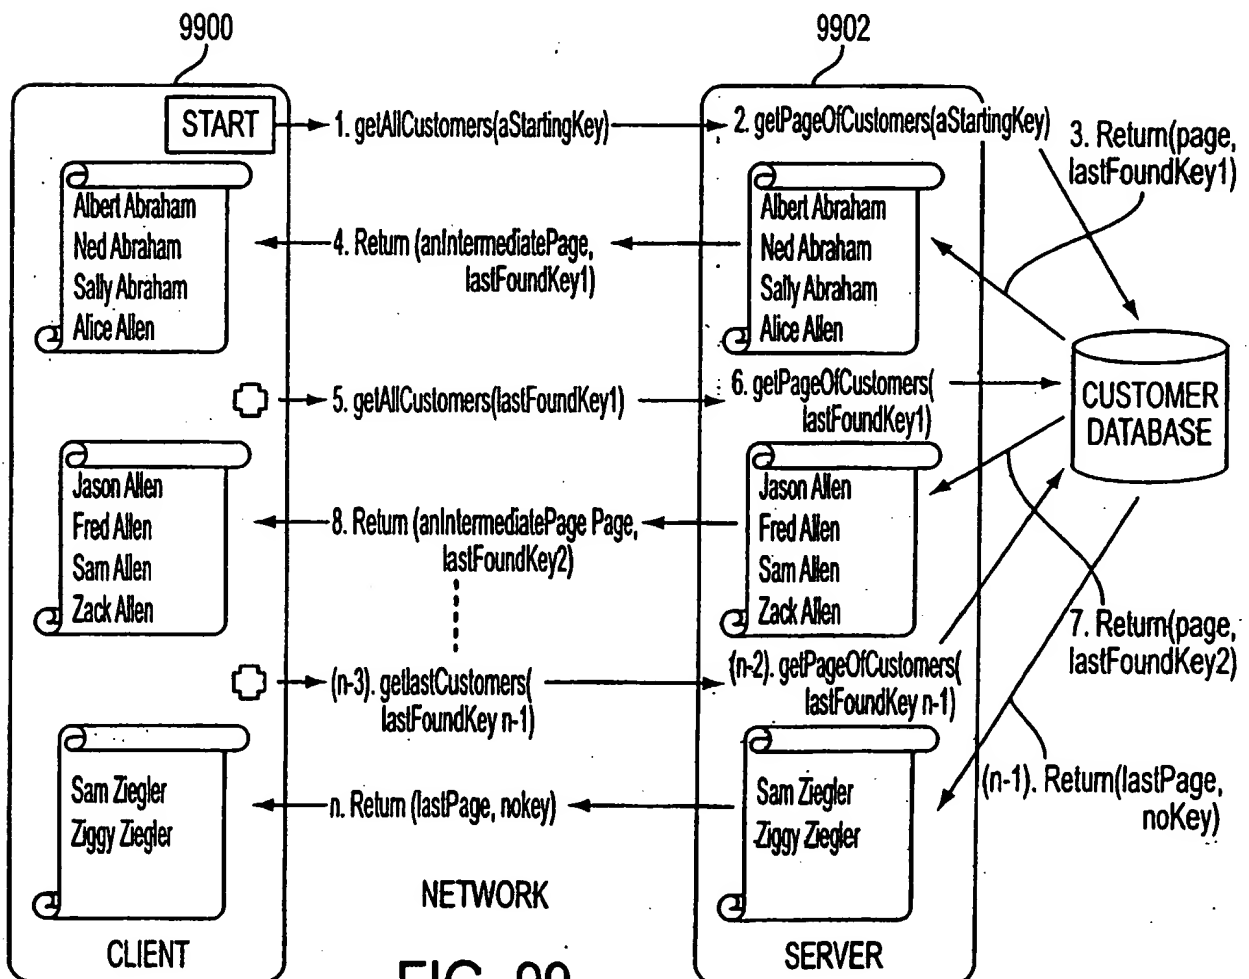 9900
9902
START
1. getAllCustomers(aStartingKey)
2. getPageOfCustomers(aStartingKey)
3. Return(page,
lastFoundKey1)
Albert Abraham
Ned Abraham
Sally Abraham
Alice Allen
4. Return (anIntermediatePage,
lastFoundKey1)
Albert Abraham
Ned Abraham
Sally Abraham
Alice Allen
5. getAllCustomers(lastFoundKey1)
6. getPageOfCustomers(
lastFoundKey1)
CUSTOMER
DATABASE
Jason Allen
Fred Allen
Sam Allen
Zack Allen
8. Return (anIntermediatePage Page,
lastFoundKey2)
Jason Allen
Fred Allen
Sam Allen
Zack Allen
7. Return(page,
lastFoundKey2)
(n-3). getlastCustomers(
lastFoundKey n-1)
(n-2). getPageOfCustomers(
lastFoundKey n-1)
Sam Ziegler
Ziggy Ziegler
n. Return (lastPage, nokey)
Sam Ziegler
Ziggy Ziegler
(n-1). Return(lastPage,
noKey)
NETWORK
CLIENT
SERVER
FIG. 99